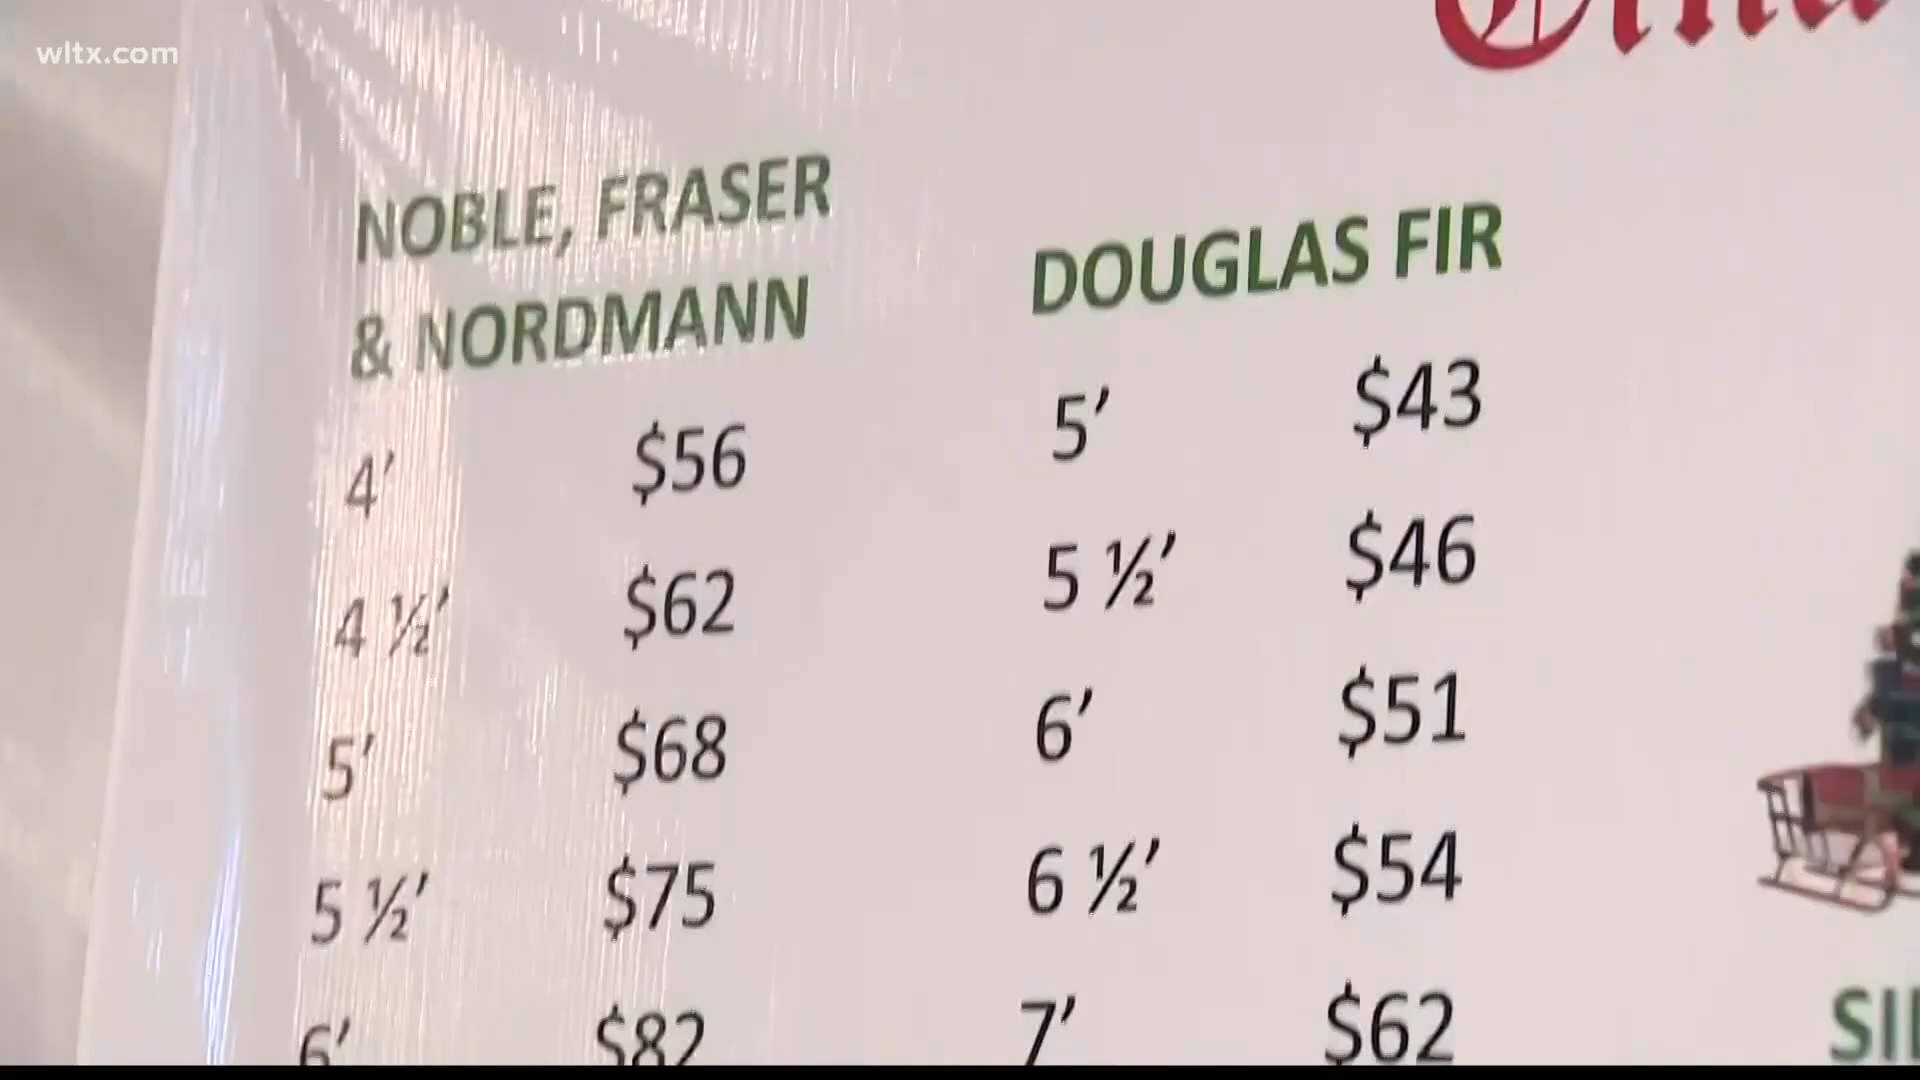 wltx.com
NOBLE, FRASER
& NORDMANN
4' $56
4 ½' $62
5' $68
5 ½' $75
6' $82
DOUGLAS FIR
5' $43
5 ½' $46
6' $51
6 ½' $54
7' $62